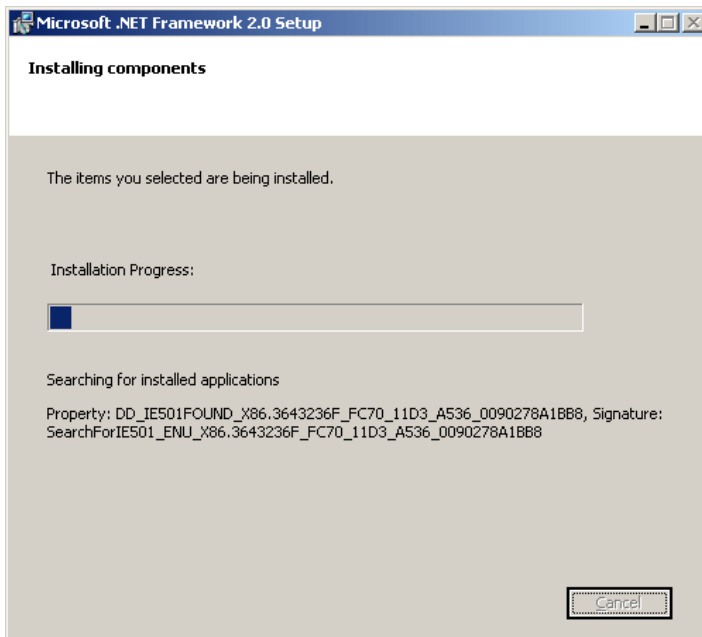 Microsoft .NET Framework 2.0 Setup
Installing components
The items you selected are being installed.
Installation Progress:
Searching for installed applications
Property: DD_IE501FOUND_X86.3643236F_FC70_11D3_A536_0090278A1BB8, Signature:
SearchForIE501_ENU_X86.3643236F_FC70_11D3_A536_0090278A1BB8
Cancel